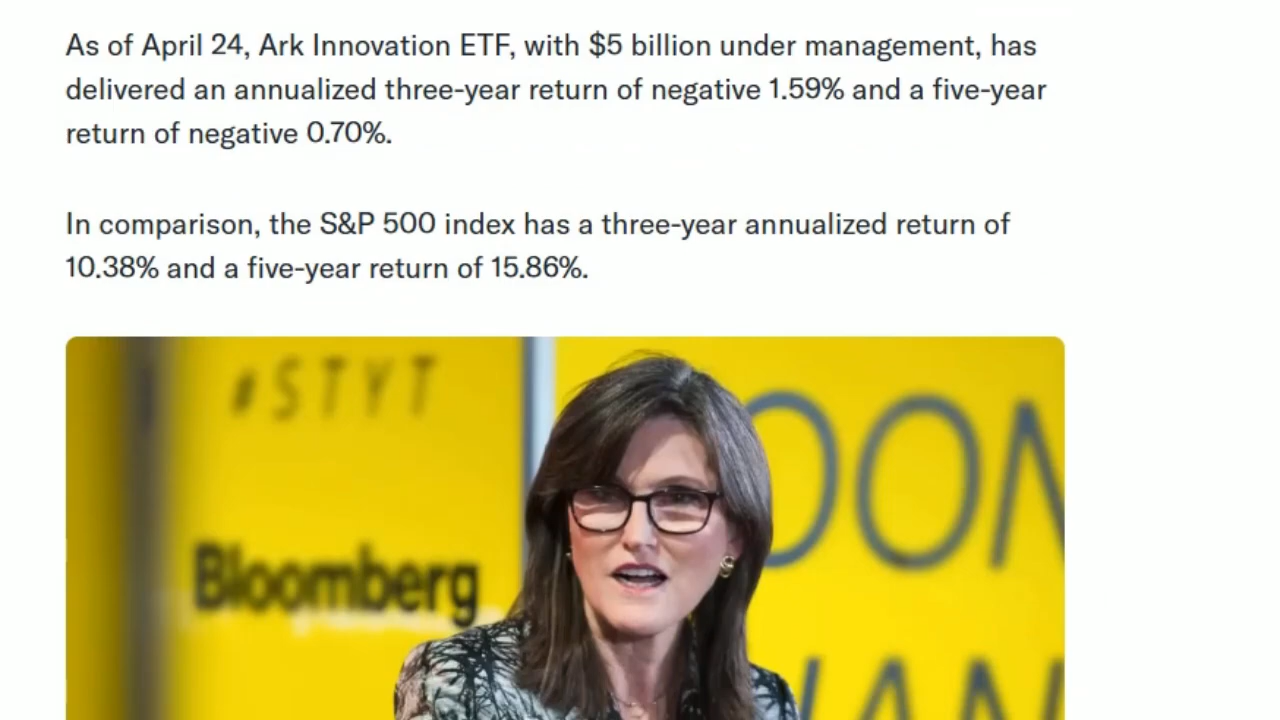 As of April 24, Ark Innovation ETF, with $5 billion under management, has
delivered an annualized three-year return of negative 1.59% and a five-year
return of negative 0.70%.
In comparison, the S&P 500 index has a three-year annualized return of
10.38% and a five-year return of 15.86%.
#STYT
Bloomberg